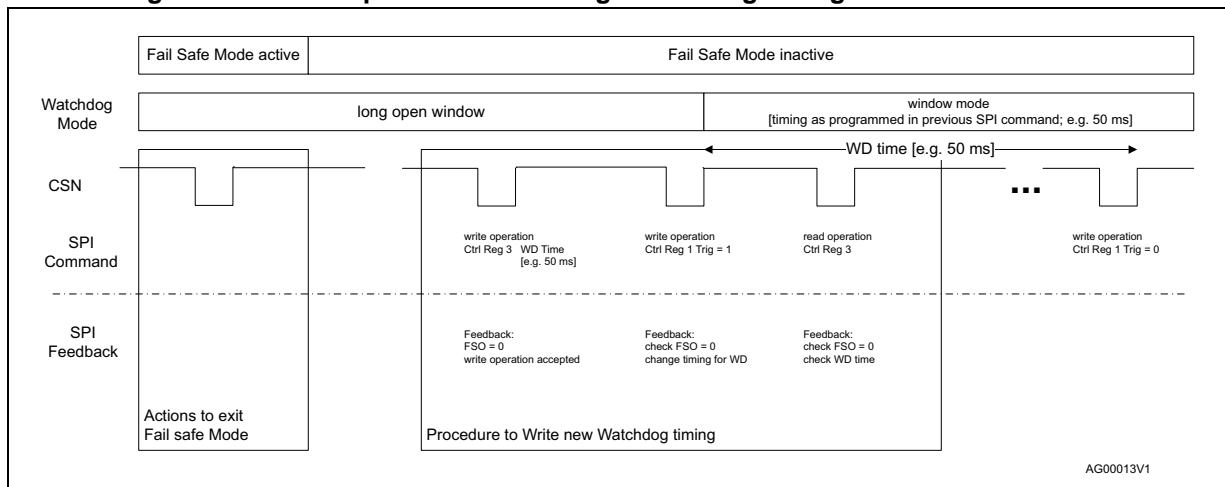 Fail Safe Mode active
Fail Safe Mode inactive
Watchdog
Mode
long open window
window mode
[timing as programmed in previous SPI command; e.g. 50 ms]
WD time [e.g. 50 ms]
CSN
...
SPI
Command
write operation
Ctrl Reg 3 WD Time
[e.g. 50 ms]
write operation
Ctrl Reg 1 Trig = 1
read operation
Ctrl Reg 3
write operation
Ctrl Reg 1 Trig = 0
SPI
Feedback
Feedback:
FSO = 0
write operation accepted
Feedback:
check FSO = 0
change timing for WD
Feedback:
check FSO = 0
check WD time
Actions to exit
Fail safe Mode
Procedure to Write new Watchdog timing
AG00013V1